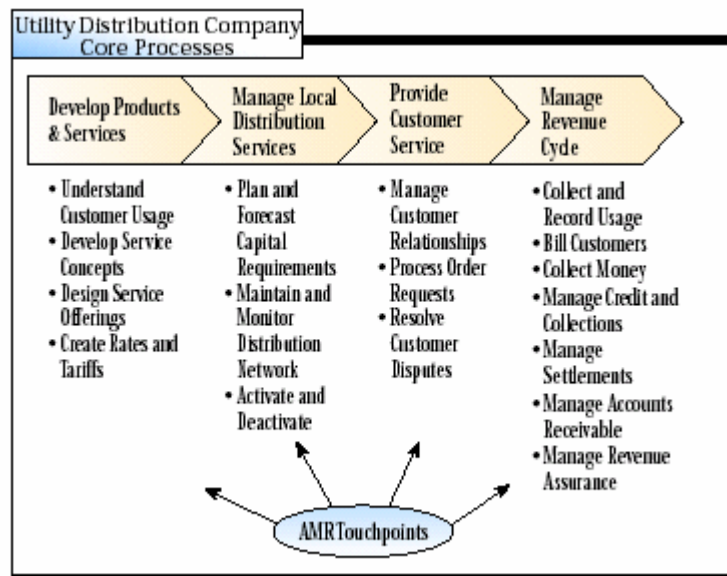 Utility Distribution Company
Core Processes
Develop Products
& Services
Manage Local
Distribution
Services
Provide
Customer
Service
Manage
Revenue
Cycle
• Understand
Customer Usage
• Develop Service
Concepts
• Design Service
Offerings
• Create Rates and
Tariffs
• Plan and
Forecast
Capital
Requirements
• Maintain and
Monitor
Distribution
Network
• Activate and
Deactivate
• Manage
Customer
Relationships
• Process Order
Requests
• Resolve
Customer
Disputes
• Collect and
Record Usage
• Bill Customers
• Collect Money
• Manage Credit and
Collections
• Manage
Settlements
• Manage Accounts
Receivable
• Manage Revenue
Assurance
AMR Touchpoints